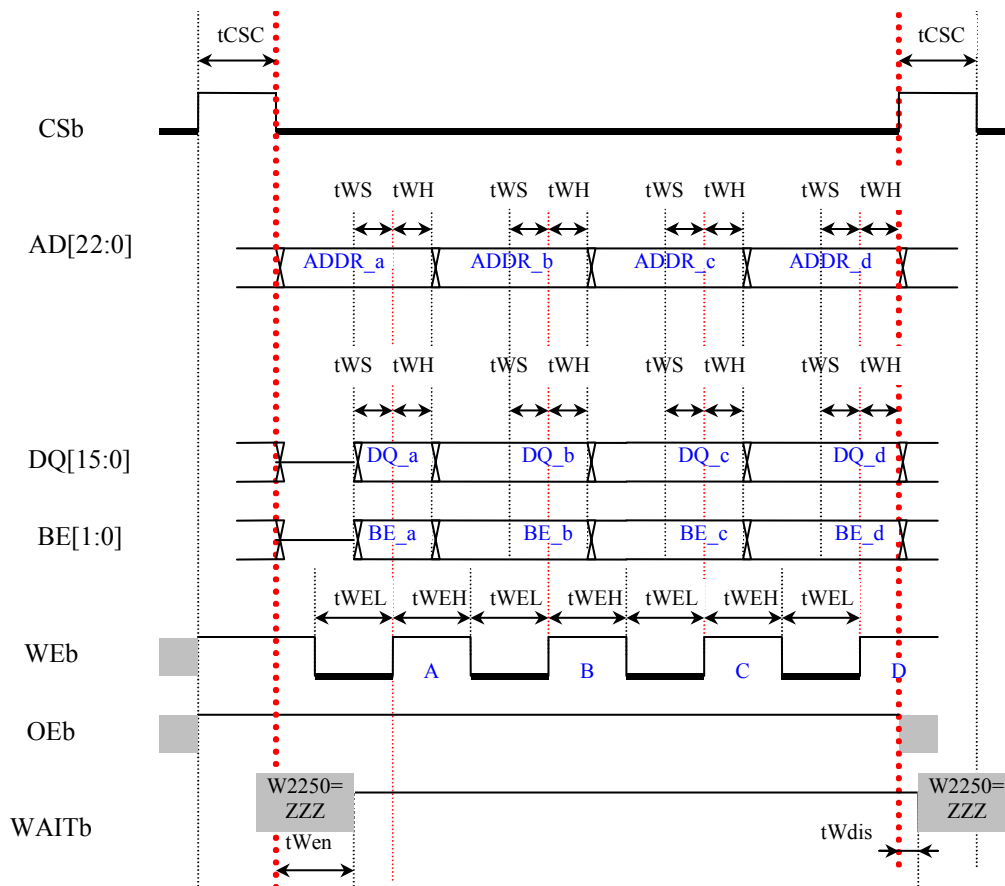 tCSC tCSC
CSb
tWS tWH tWS tWH tWS tWH tWS tWH
AD[22:0]
ADDR_a ADDR_b ADDR_c ADDR_d
tWS tWH tWS tWH tWS tWH tWS tWH
DQ[15:0]
DQ_a DQ_b DQ_c DQ_d
BE[1:0]
BE_a BE_b BE_c BE_d
tWEL tWEH tWEL tWEH tWEL tWEH tWEL
WEb
A B C D
OEb
W2250= W2250=
ZZZ ZZZ
WAITb
tWen tWdis